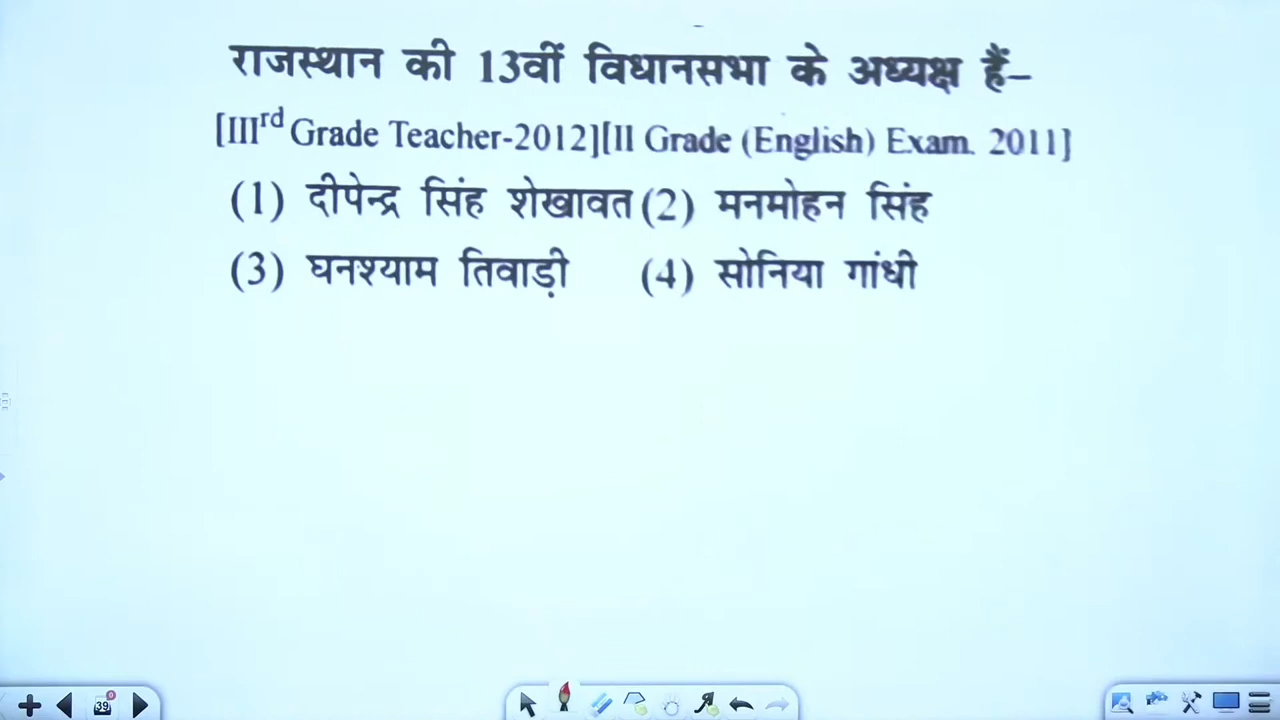 राजस्थान की 13वीं विधानसभा के अध्यक्ष हैं–
[IIIrd Grade Teacher-2012][II Grade (English) Exam. 2011]
(1) दीपेन्द्र सिंह शेखावत (2) मनमोहन सिंह
(3) घनश्याम तिवाड़ी (4) सोनिया गांधी
39